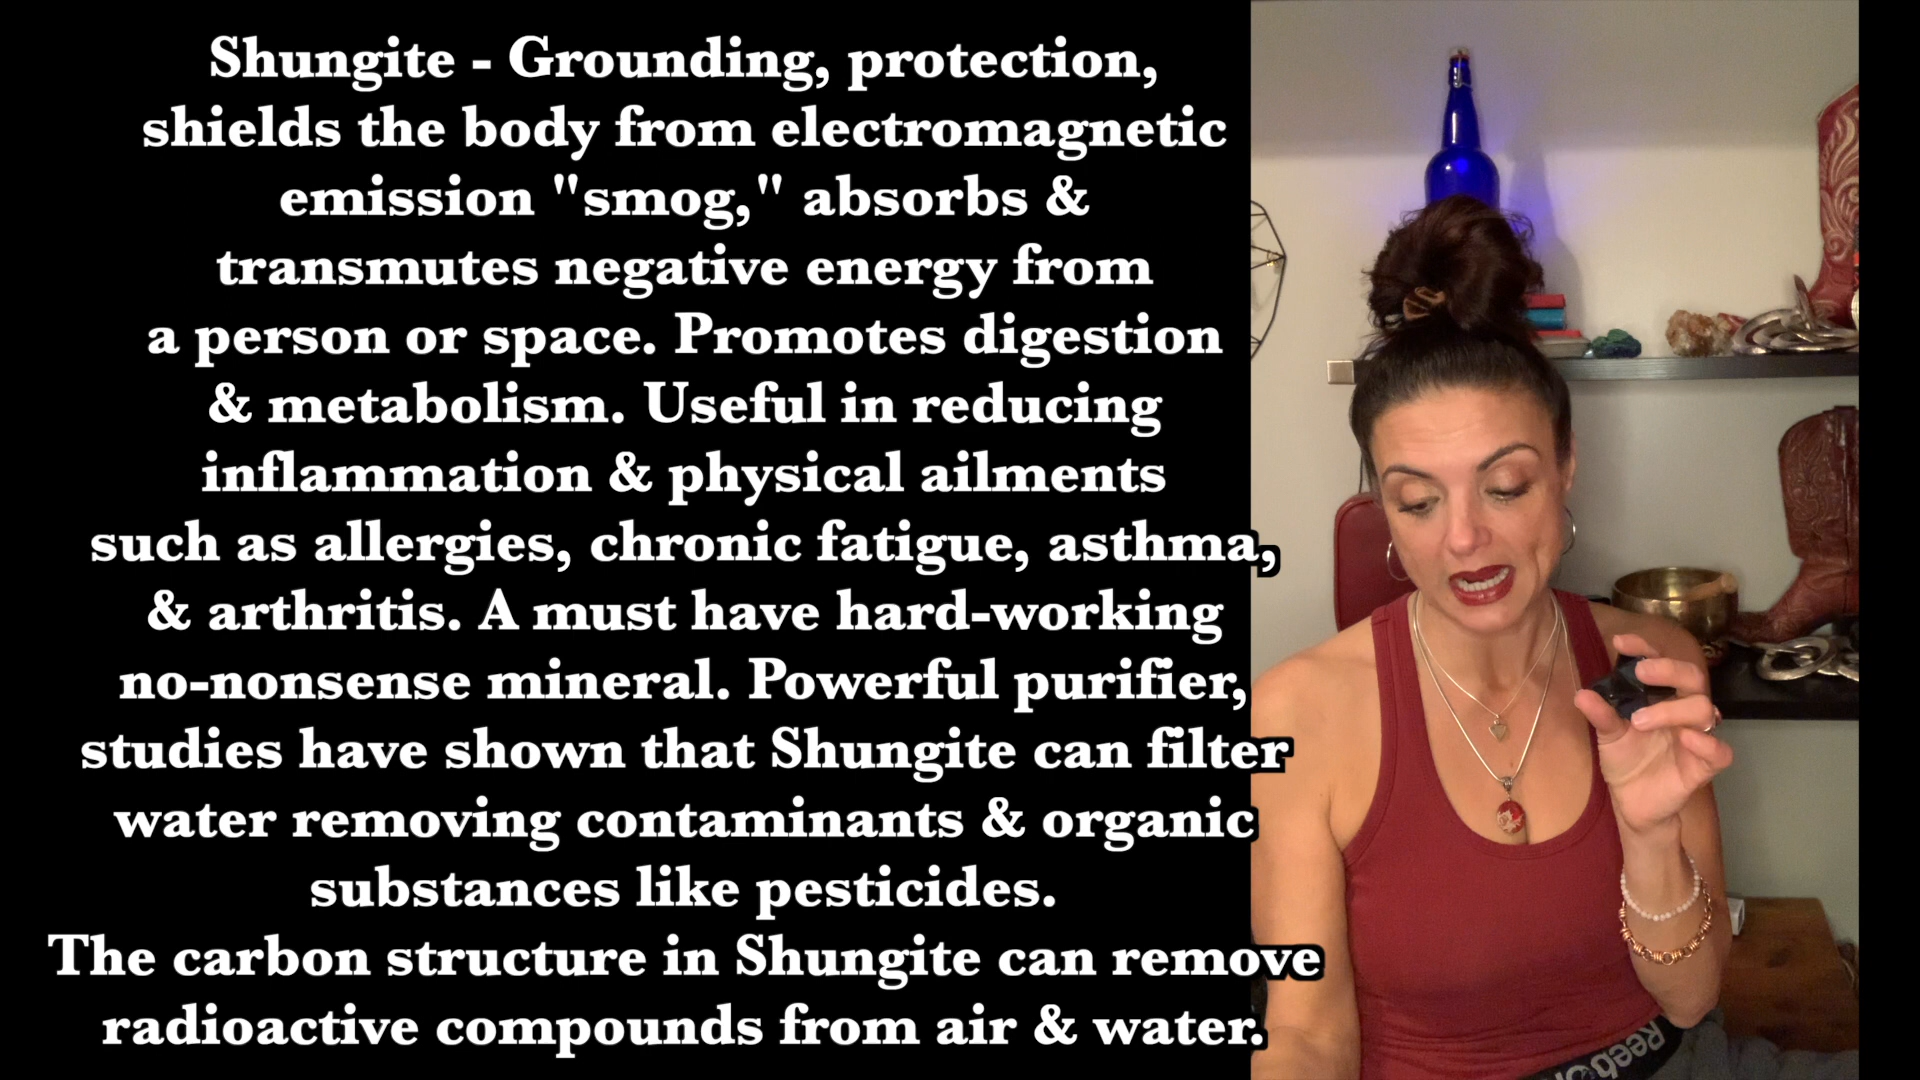 Shungite - Grounding, protection,
shields the body from electromagnetic
emission "smog," absorbs &
transmutes negative energy from
a person or space. Promotes digestion
& metabolism. Useful in reducing
inflammation & physical ailments
such as allergies, chronic fatigue, asthma,
& arthritis. A must have hard-working
no-nonsense mineral. Powerful purifier,
studies have shown that Shungite can filter
water removing contaminants & organic
substances like pesticides.
The carbon structure in Shungite can remove
radioactive compounds from air & water.
Reebok